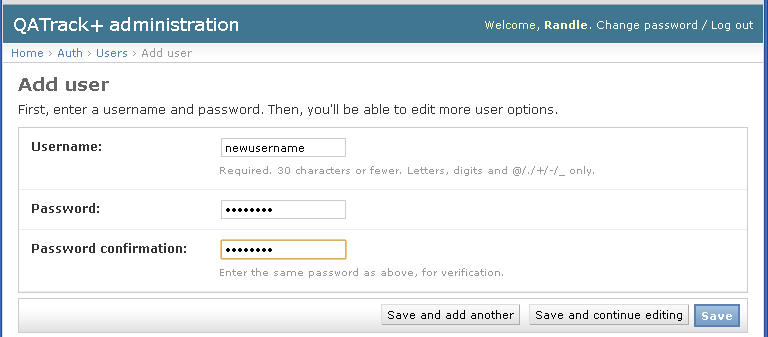 QATrack+ administration
Welcome, Randle. Change password / Log out
Home › Auth › Users › Add user
Add user
First, enter a username and password. Then, you'll be able to edit more user options.
Username: newusername
Required. 30 characters or fewer. Letters, digits and @/./+/-/_ only.
Password: ••••••••
Password confirmation: ••••••••
Enter the same password as above, for verification.
Save and add another Save and continue editing Save